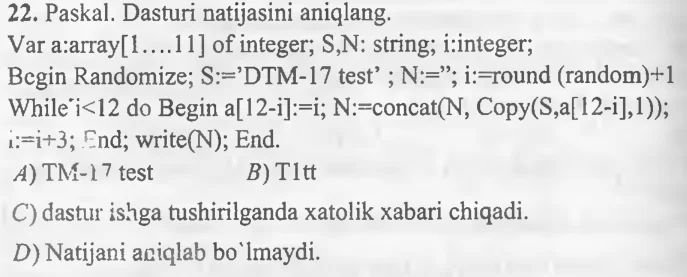 22. Paskal. Dasturi natijasini aniqlang.
Var a:array[1....11] of integer; S,N: string; i:integer;
Begin Randomize; S:='DTM-17 test' ; N:=''; i:=round (random)+1
While i<12 do Begin a[12-i]:=i; N:=concat(N, Copy(S,a[12-i],1));
i:=i+3; End; write(N); End.
A) TM-17 test B) T1tt
C) dastur ishga tushirilganda xatolik xabari chiqadi.
D) Natijani aniqlab bo`lmaydi.